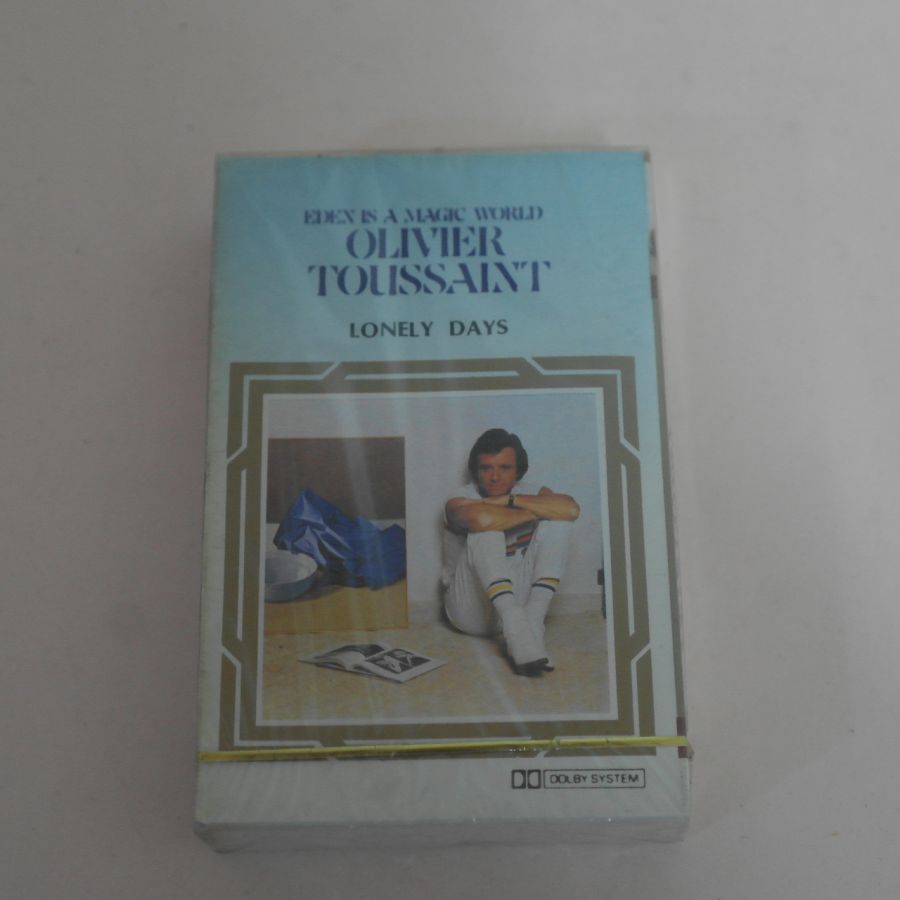 EDEN IS A MAGIC WORLD
OLIVIER
TOUSSAINT
LONELY DAYS
DOLBY SYSTEM